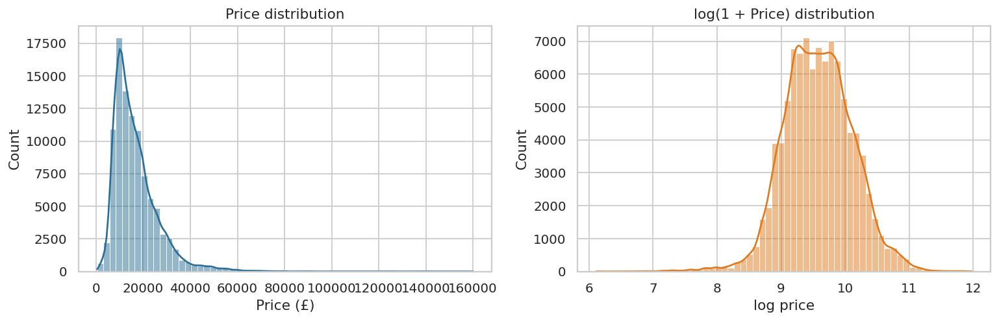 Price distribution
17500
15000
12500
10000
7500
5000
2500
0
Count
0 20000 40000 60000 80000 100000 120000 140000 160000
Price (£)
log(1 + Price) distribution
7000
6000
5000
4000
3000
2000
1000
0
Count
6 7 8 9 10 11 12
log price